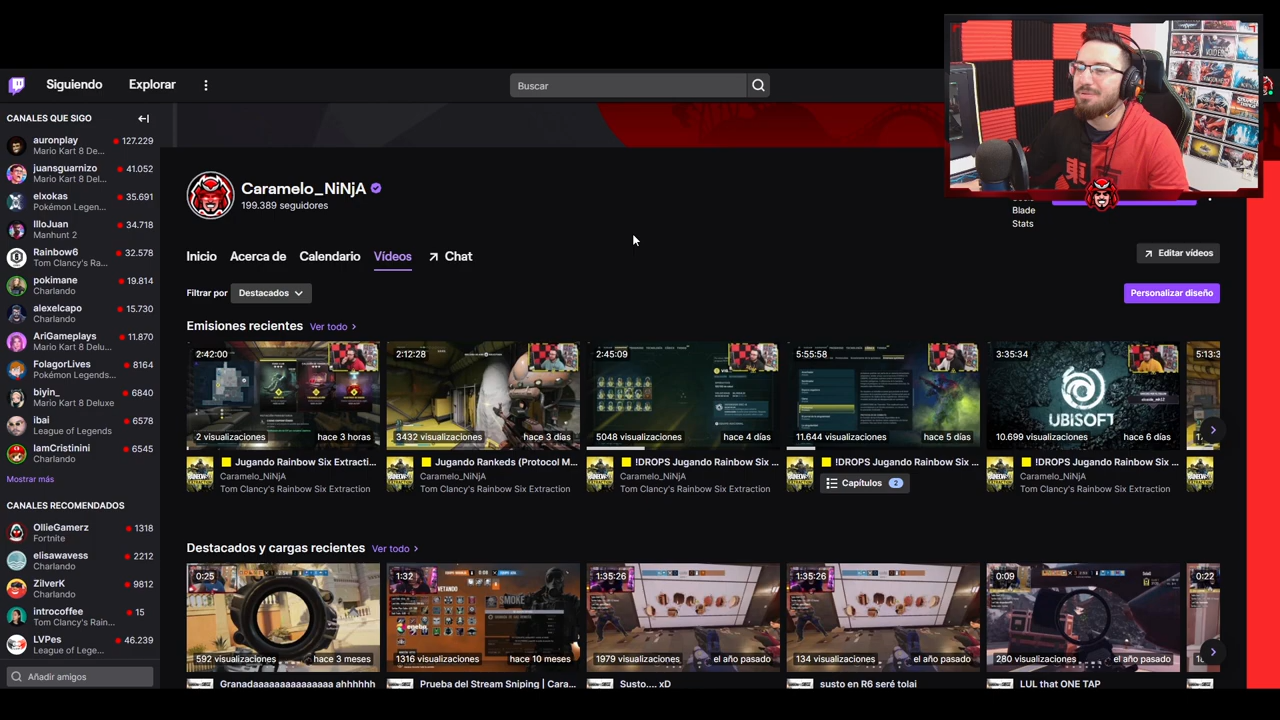 Siguiendo
Explorar
Buscar
CANALES QUE SIGO
auronplay
127.229
Mario Kart 8 De...
juansguarnizo
41.052
Mario Kart 8 Del...
elxokas
35.691
Pokémon Legen...
IlloJuan
34.718
Manhunt 2
Rainbow6
32.578
Tom Clancy's Ra...
pokimane
19.814
Charlando
alexelcapo
15.730
Charlando
AriGameplays
11.870
Mario Kart 8 Delu...
FolagorLives
8164
Pokémon Legends...
biyin_
6840
Mario Kart 8 Deluxe
ibai
6578
League of Legends
IamCristinini
6545
Charlando
Mostrar más
CANALES RECOMENDADOS
OllieGamerz
1318
Fortnite
elisawavess
2212
Charlando
ZilverK
9812
Charlando
introcoffee
15
Tom Clancy's Rain...
LVPes
46.239
League of Lege...
Añadir amigos
Caramelo_NiNjA
199.389 seguidores
Blade
Stats
Inicio
Acerca de
Calendario
Vídeos
Chat
Editar vídeos
Filtrar por
Destacados
Personalizar diseño
Emisiones recientes
Ver todo
2:42:00
2 visualizaciones
hace 3 horas
Jugando Rainbow Six Extracti...
Caramelo_NiNjA
Tom Clancy's Rainbow Six Extraction
2:12:28
3432 visualizaciones
hace 3 días
Jugando Rankeds (Protocol M...
Caramelo_NiNjA
Tom Clancy's Rainbow Six Extraction
2:45:09
5048 visualizaciones
hace 4 días
!DROPS Jugando Rainbow Six ...
Caramelo_NiNjA
Tom Clancy's Rainbow Six Extraction
5:55:58
11.644 visualizaciones
hace 5 días
!DROPS Jugando Rainbow Six ...
Capítulos 2
3:35:34
UBISOFT
10.699 visualizaciones
hace 6 días
!DROPS Jugando Rainbow Six ...
Caramelo_NiNjA
Tom Clancy's Rainbow Six Extraction
5:13:3
Destacados y cargas recientes
Ver todo
0:25
592 visualizaciones
hace 3 meses
Granadaaaaaaaaaaaaaa ahhhhhh
1:32
SMOKE
1316 visualizaciones
hace 10 meses
Prueba del Stream Sniping | Cara...
1:35:26
1979 visualizaciones
el año pasado
Susto.... xD
1:35:26
134 visualizaciones
el año pasado
susto en R6 seré tolai
0:09
280 visualizaciones
el año pasado
LUL that ONE TAP
0:22